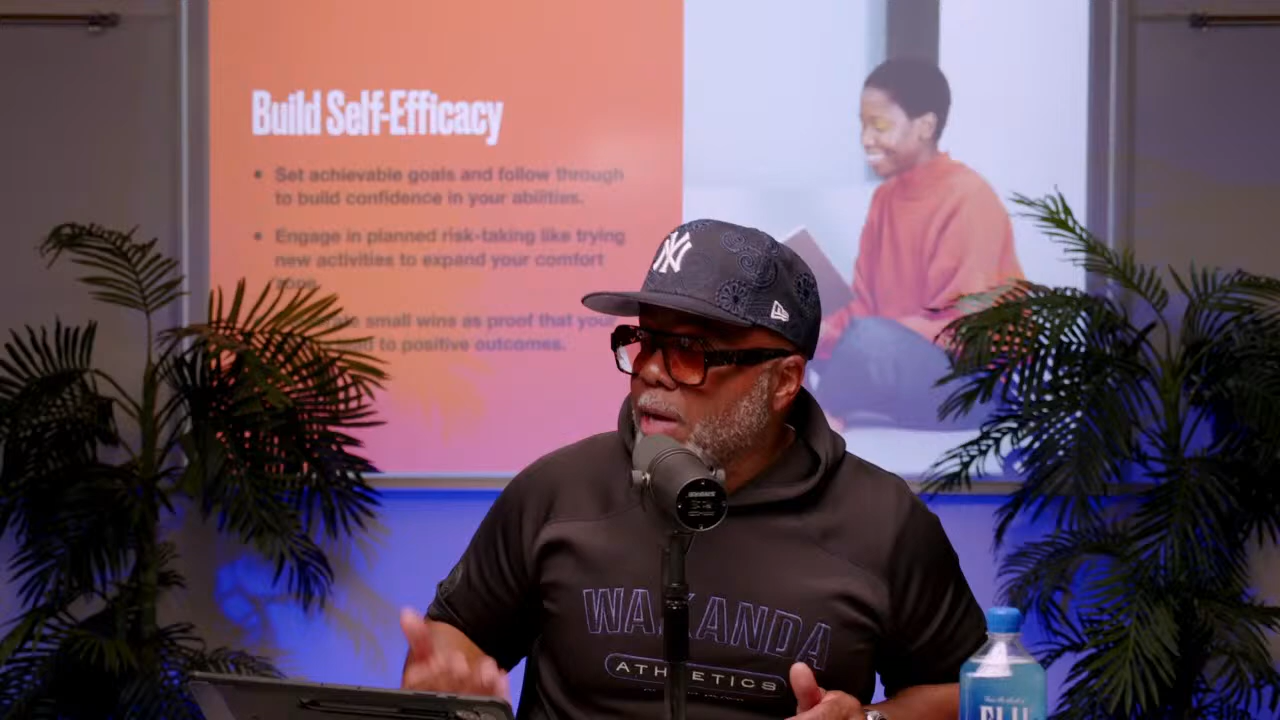 Build Self-Efficacy
• Set achievable goals and follow through
to build confidence in your abilities.
• Engage in planned risk-taking like trying
new activities to expand your comfort
zone.
small wins as proof that your
to positive outcomes.
NY
WAKANDA
ATHLETICS
FIJI